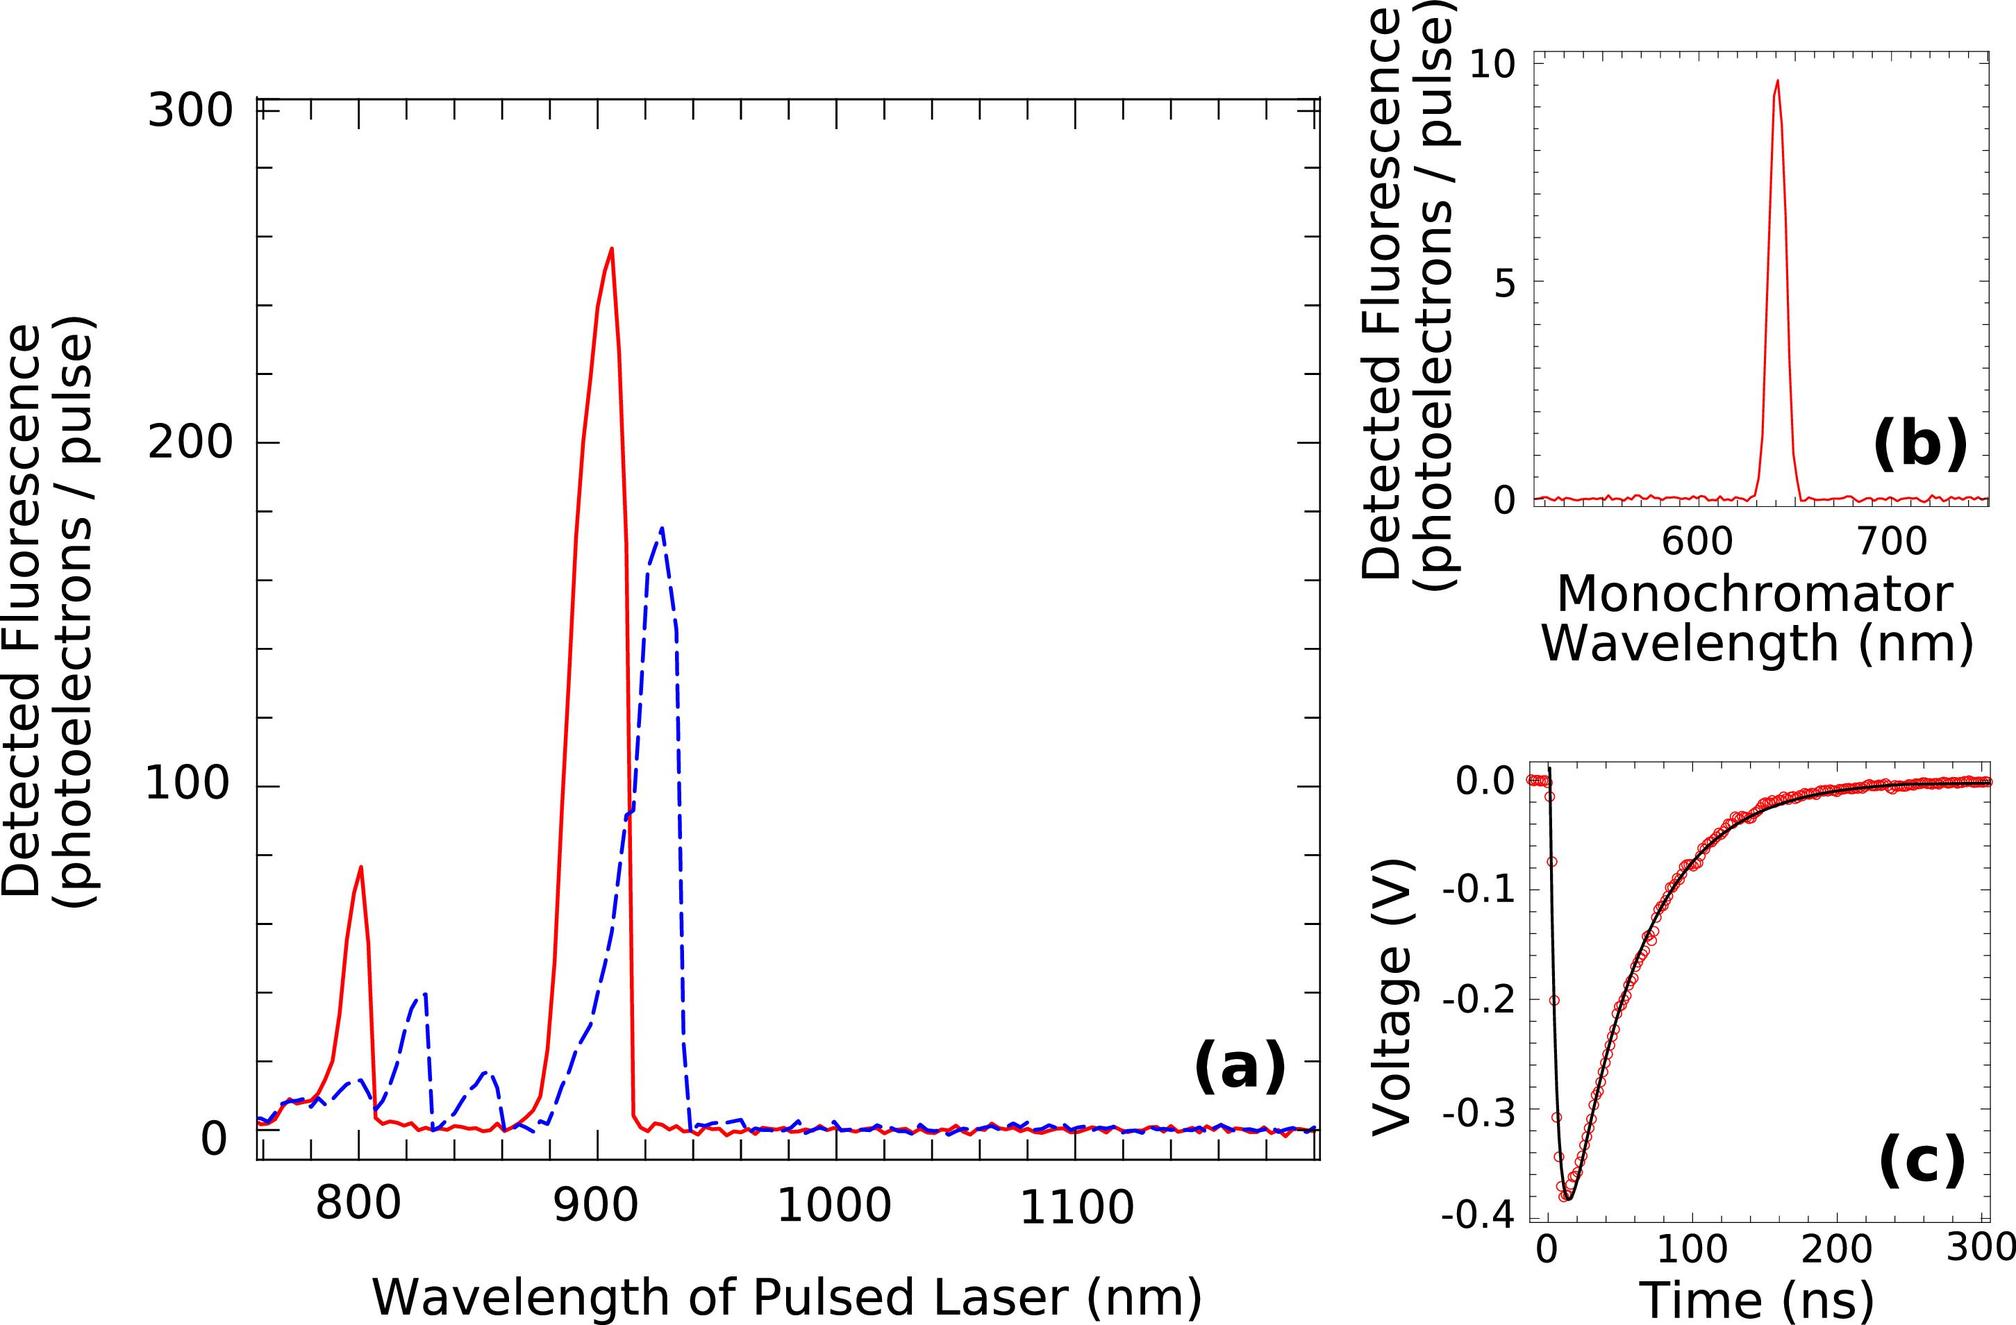 Detected Fluorescence
(photoelectrons / pulse)
300
200
100
0
800
900
1000
1100
Wavelength of Pulsed Laser (nm)
(a)
Detected Fluorescence
(photoelectrons / pulse)
10
5
0
600
700
Monochromator
Wavelength (nm)
(b)
Voltage (V)
0.0
-0.1
-0.2
-0.3
-0.4
0
100
200
300
Time (ns)
(c)